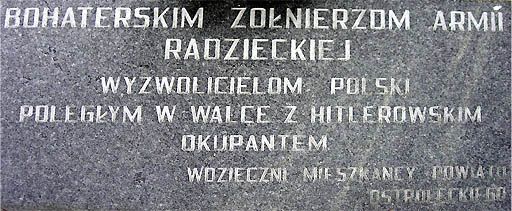 BOHATERSKIM ŻOŁNIERZOM ARMII
RADZIECKIEJ
WYZWOLICIELOM POLSKI
POLEGŁYM W WALCE Z HITLEROWSKIM
OKUPANTEM
WDZIĘCZNI MIESZKAŃCY POWIATU
OSTROŁĘCKIEGO